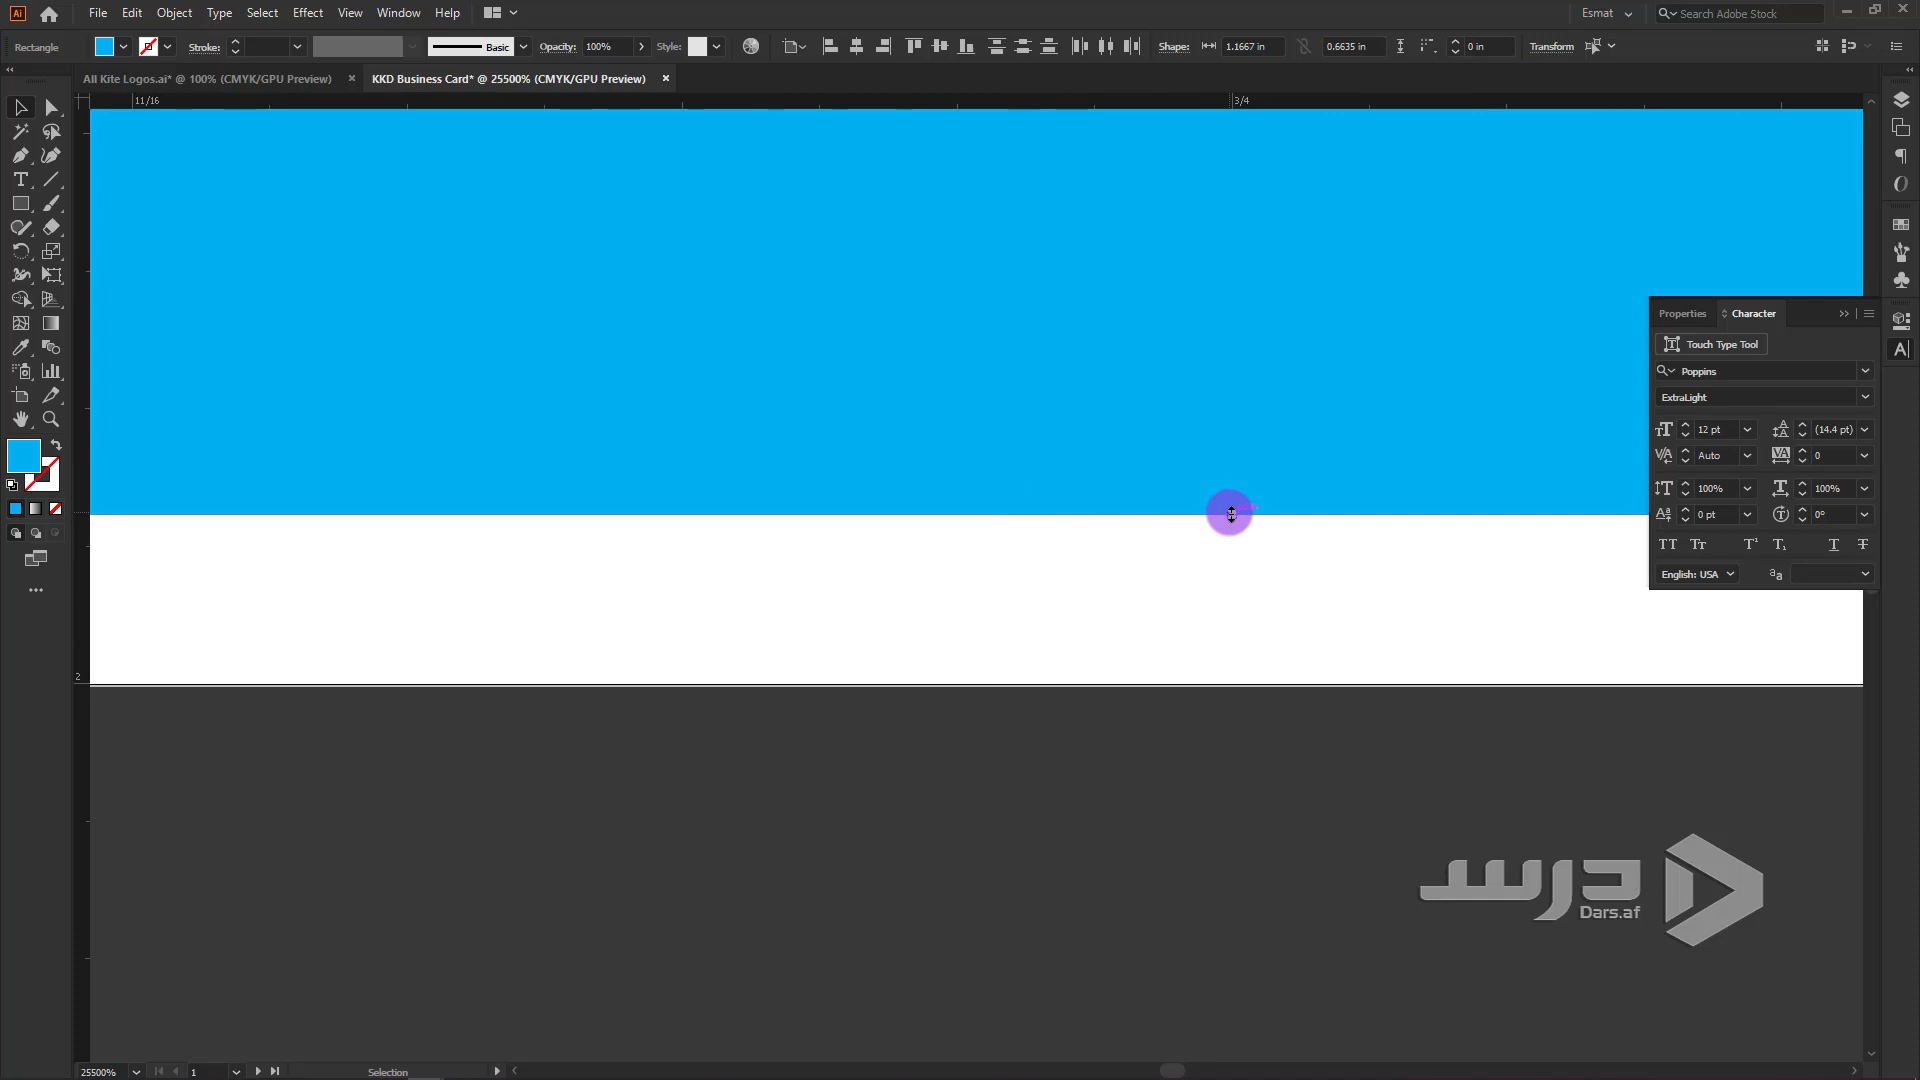 File Edit Object Type Select Effect View Window Help
Esmat
Search Adobe Stock
Rectangle
Stroke:
Basic
Opacity: 100%
Style:
Shape: 1.1667 in 0.6635 in 0 in
Transform
All Kite Logos.ai* @ 100% (CMYK/GPU Preview)
KKD Business Card* @ 25500% (CMYK/GPU Preview)
11/16
3/4
Properties Character
Touch Type Tool
Poppins
ExtraLight
12 pt (14.4 pt)
Auto 0
100% 100%
0 pt 0°
English: USA
2
درس
Dars.af
25500% 1 Selection